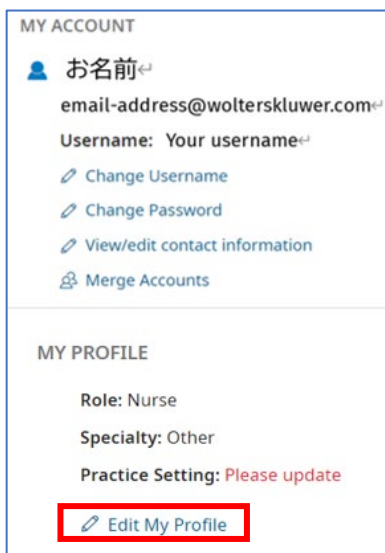 MY ACCOUNT
お名前↵
email-address@wolterskluwer.com↵
Username: Your username↵
Change Username
Change Password
View/edit contact information
Merge Accounts
MY PROFILE
Role: Nurse
Specialty: Other
Practice Setting: Please update
Edit My Profile